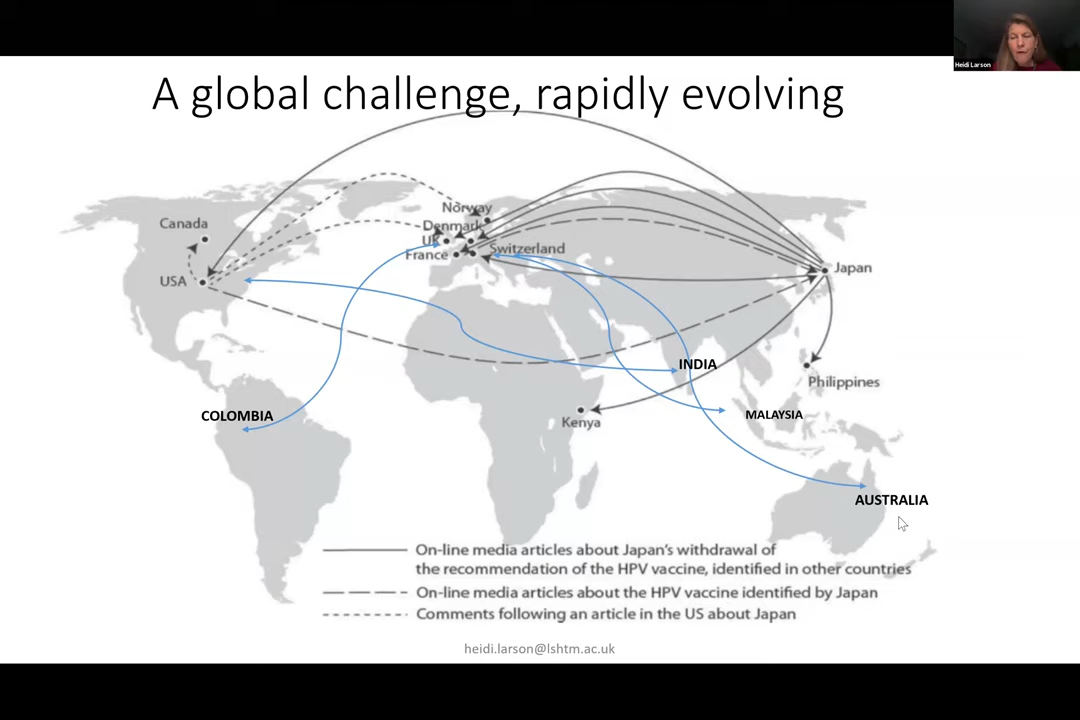 Heidi Larson
A global challenge, rapidly evolving
Norway
Canada
Denmark
UK
France
Switzerland
Japan
USA
INDIA
Philippines
COLOMBIA
MALAYSIA
Kenya
AUSTRALIA
On-line media articles about Japan's withdrawal of
the recommendation of the HPV vaccine, identified in other countries
On-line media articles about the HPV vaccine identified by Japan
Comments following an article in the US about Japan
heidi.larson@lshtm.ac.uk